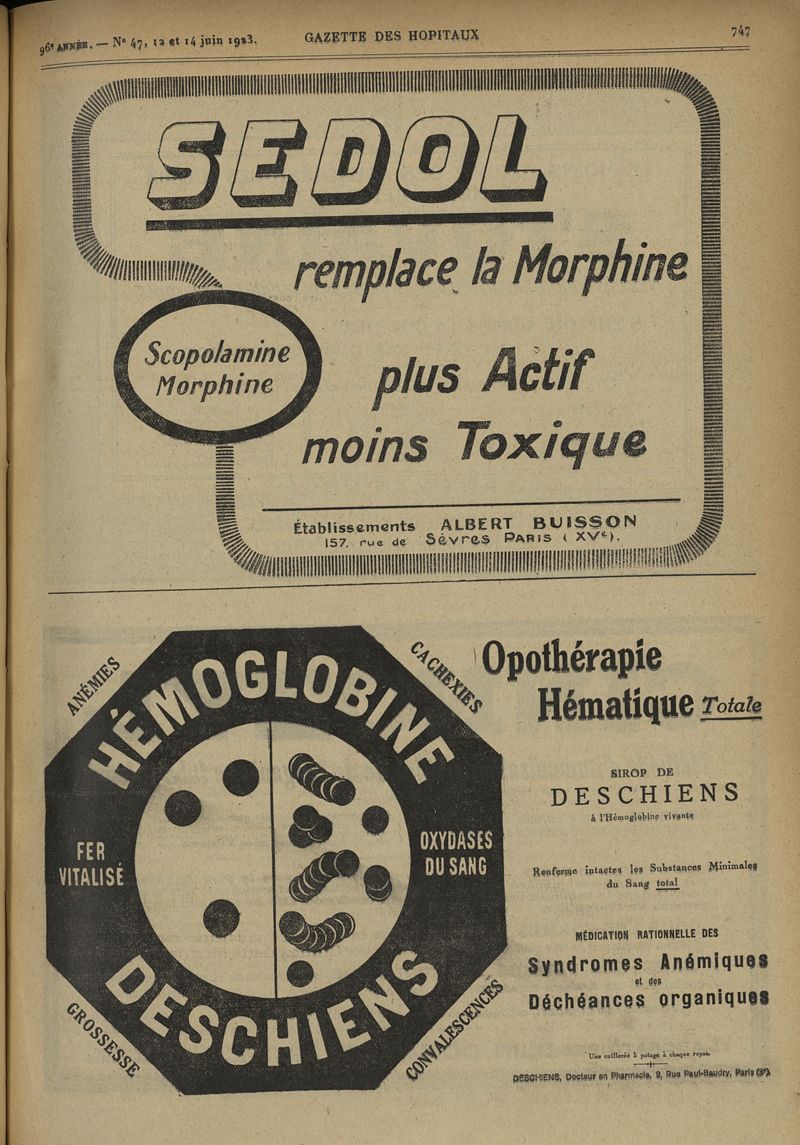 96e ANNÉE. — No 47, 12 et 14 juin 1923.
GAZETTE DES HOPITAUX
747
SEDOL
remplace la Morphine
Scopolamine
Morphine
plus Actif
moins Toxique
Établissements ALBERT BUISSON
157, rue de Sèvres PARIS (XVe).
ANÉMIES
CACHEXIES
HÉMOGLOBINE
FER
VITALISÉ
OXYDASES
DU SANG
DESCHIENS
GROSSESSE
CONVALESCENCES
Opothérapie
Hématique Totale
SIROP DE
DESCHIENS
à l'Hémoglobine vivante
Renferme intactes les Substances Minimales
du Sang total
MÉDICATION RATIONNELLE DES
Syndromes Anémiques
et des
Déchéances organiques
Une cuillerée à potage à chaque repas.
DESCHIENS, Docteur en Pharmacie, 9, Rue Paul-Baudry, Paris (8e).